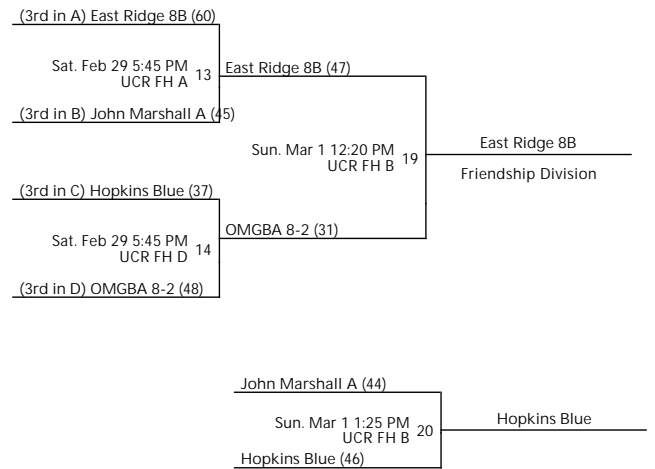 (3rd in A) East Ridge 8B (60)
Sat. Feb 29 5:45 PM
UCR FH A
13
East Ridge 8B (47)
(3rd in B) John Marshall A (45)
Sun. Mar 1 12:20 PM
UCR FH B
19
East Ridge 8B
Friendship Division
(3rd in C) Hopkins Blue (37)
Sat. Feb 29 5:45 PM
UCR FH D
14
OMGBA 8-2 (31)
(3rd in D) OMGBA 8-2 (48)
John Marshall A (44)
Sun. Mar 1 1:25 PM
UCR FH B
20
Hopkins Blue
Hopkins Blue (46)